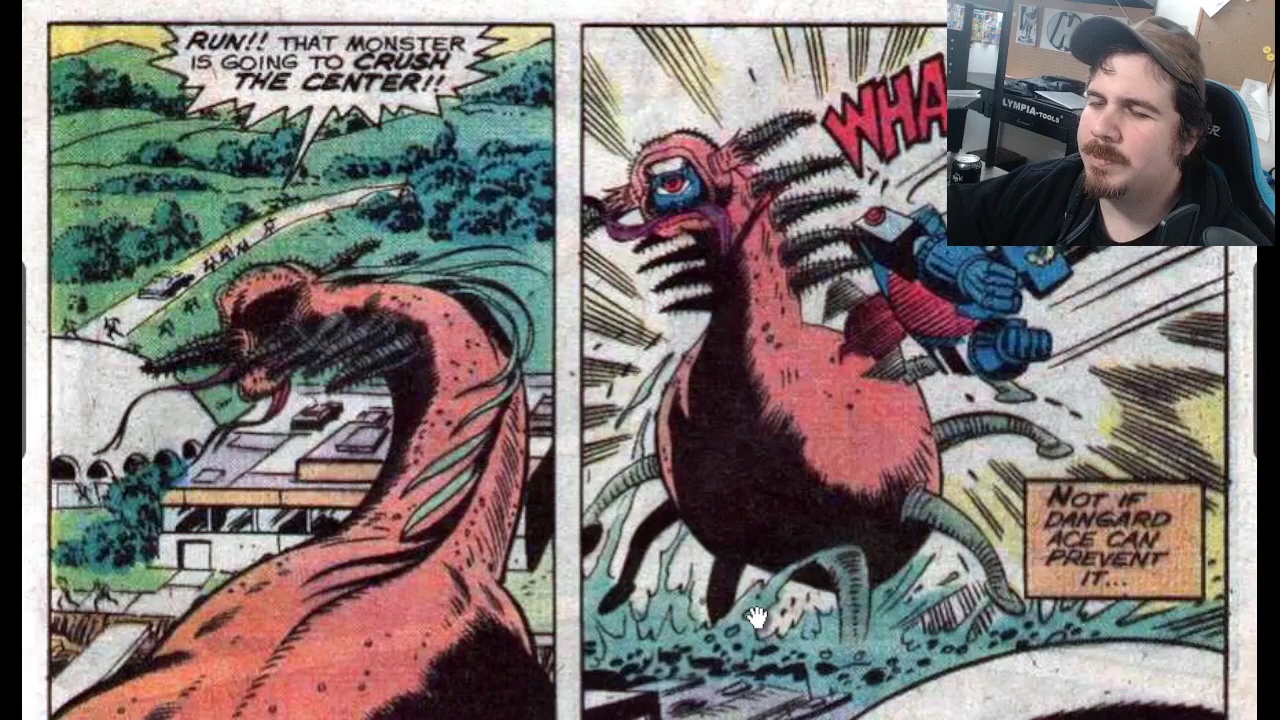 RUN!! THAT MONSTER
IS GOING TO CRUSH
THE CENTER!!
WHA
LYMPIA-TOOLS
NOT IF
DANGARD
ACE CAN
PREVENT
IT...